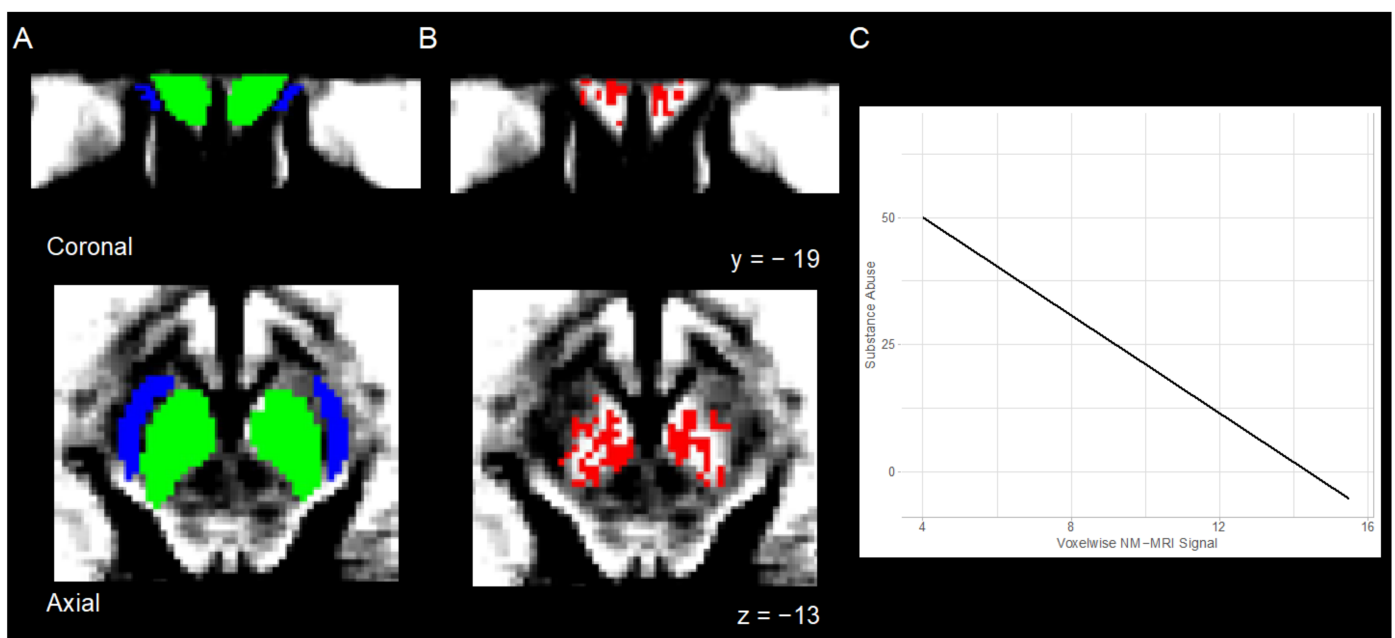 A
B
C
Coronal
y = − 19
Axial
z = −13
Substance Abuse
50
25
0
4
8
12
16
Voxelwise NM−MRI Signal